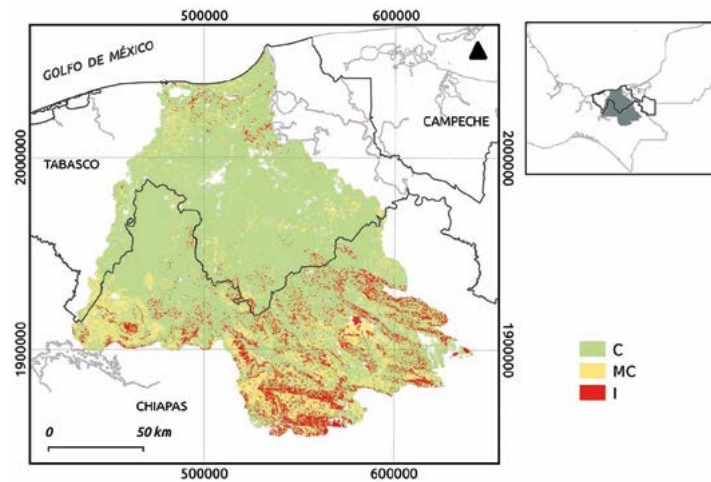 500000
600000
GOLFO DE MÉXICO
CAMPECHE
TABASCO
2000000
2000000
1900000
1900000
C
MC
I
CHIAPAS
0
50 km
500000
600000